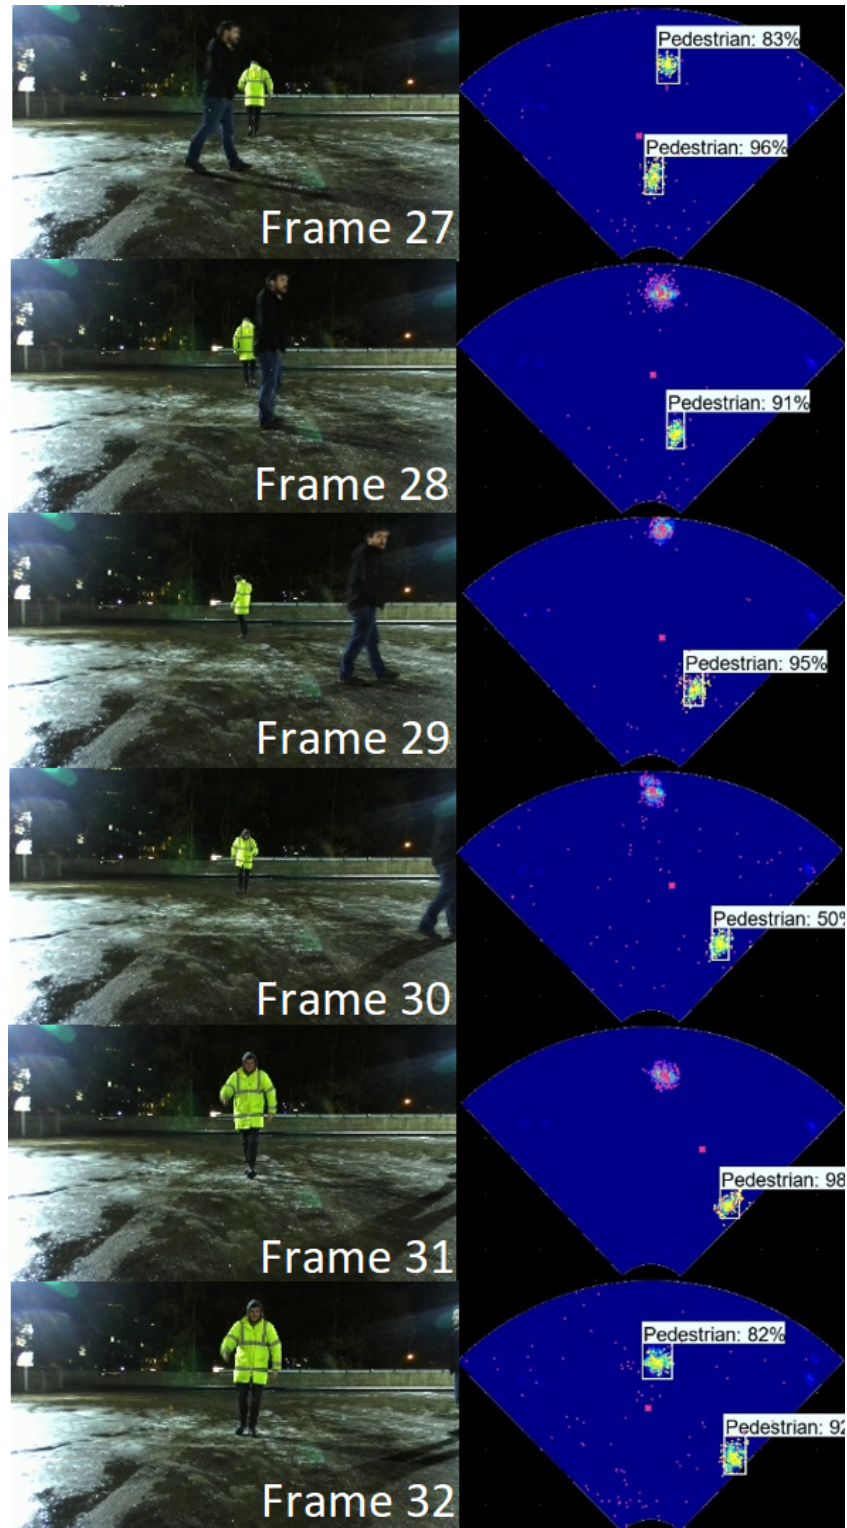 Pedestrian: 83%
Pedestrian: 96%
Frame 27
Pedestrian: 91%
Frame 28
Pedestrian: 95%
Frame 29
Pedestrian: 50%
Frame 30
Pedestrian: 98
Frame 31
Pedestrian: 82%
Pedestrian: 92
Frame 32